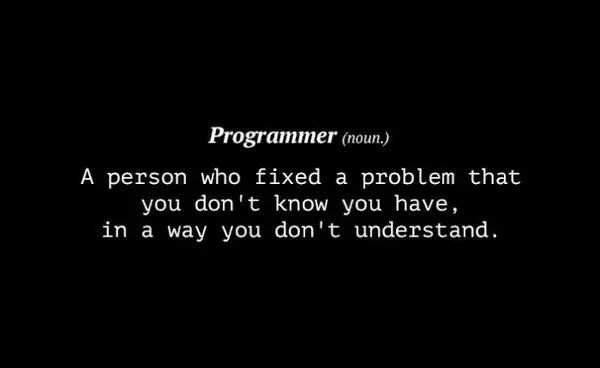 Programmer (noun.)
A person who fixed a problem that
you don't know you have,
in a way you don't understand.